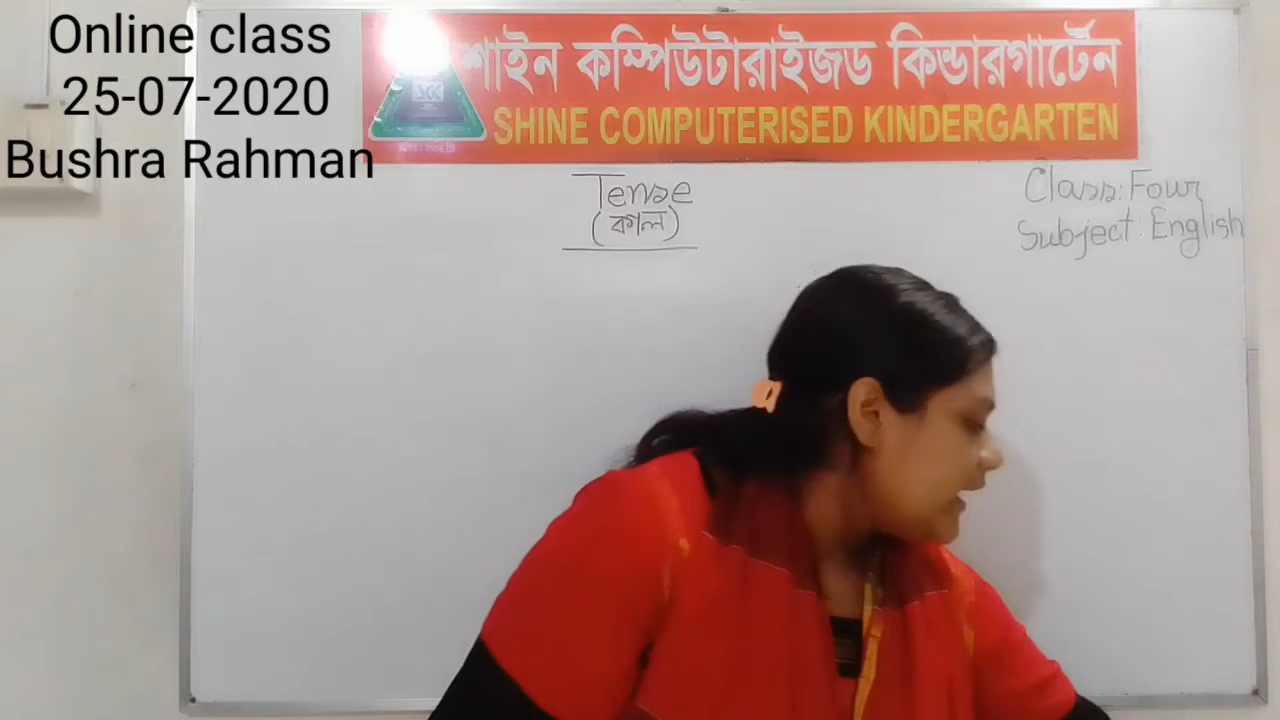 Online class
25-07-2020
Bushra Rahman
শাইন কম্পিউটারাইজড কিন্ডারগার্টেন
SHINE COMPUTERISED KINDERGARTEN
Tense
(কাল)
Class: Four
Subject: English